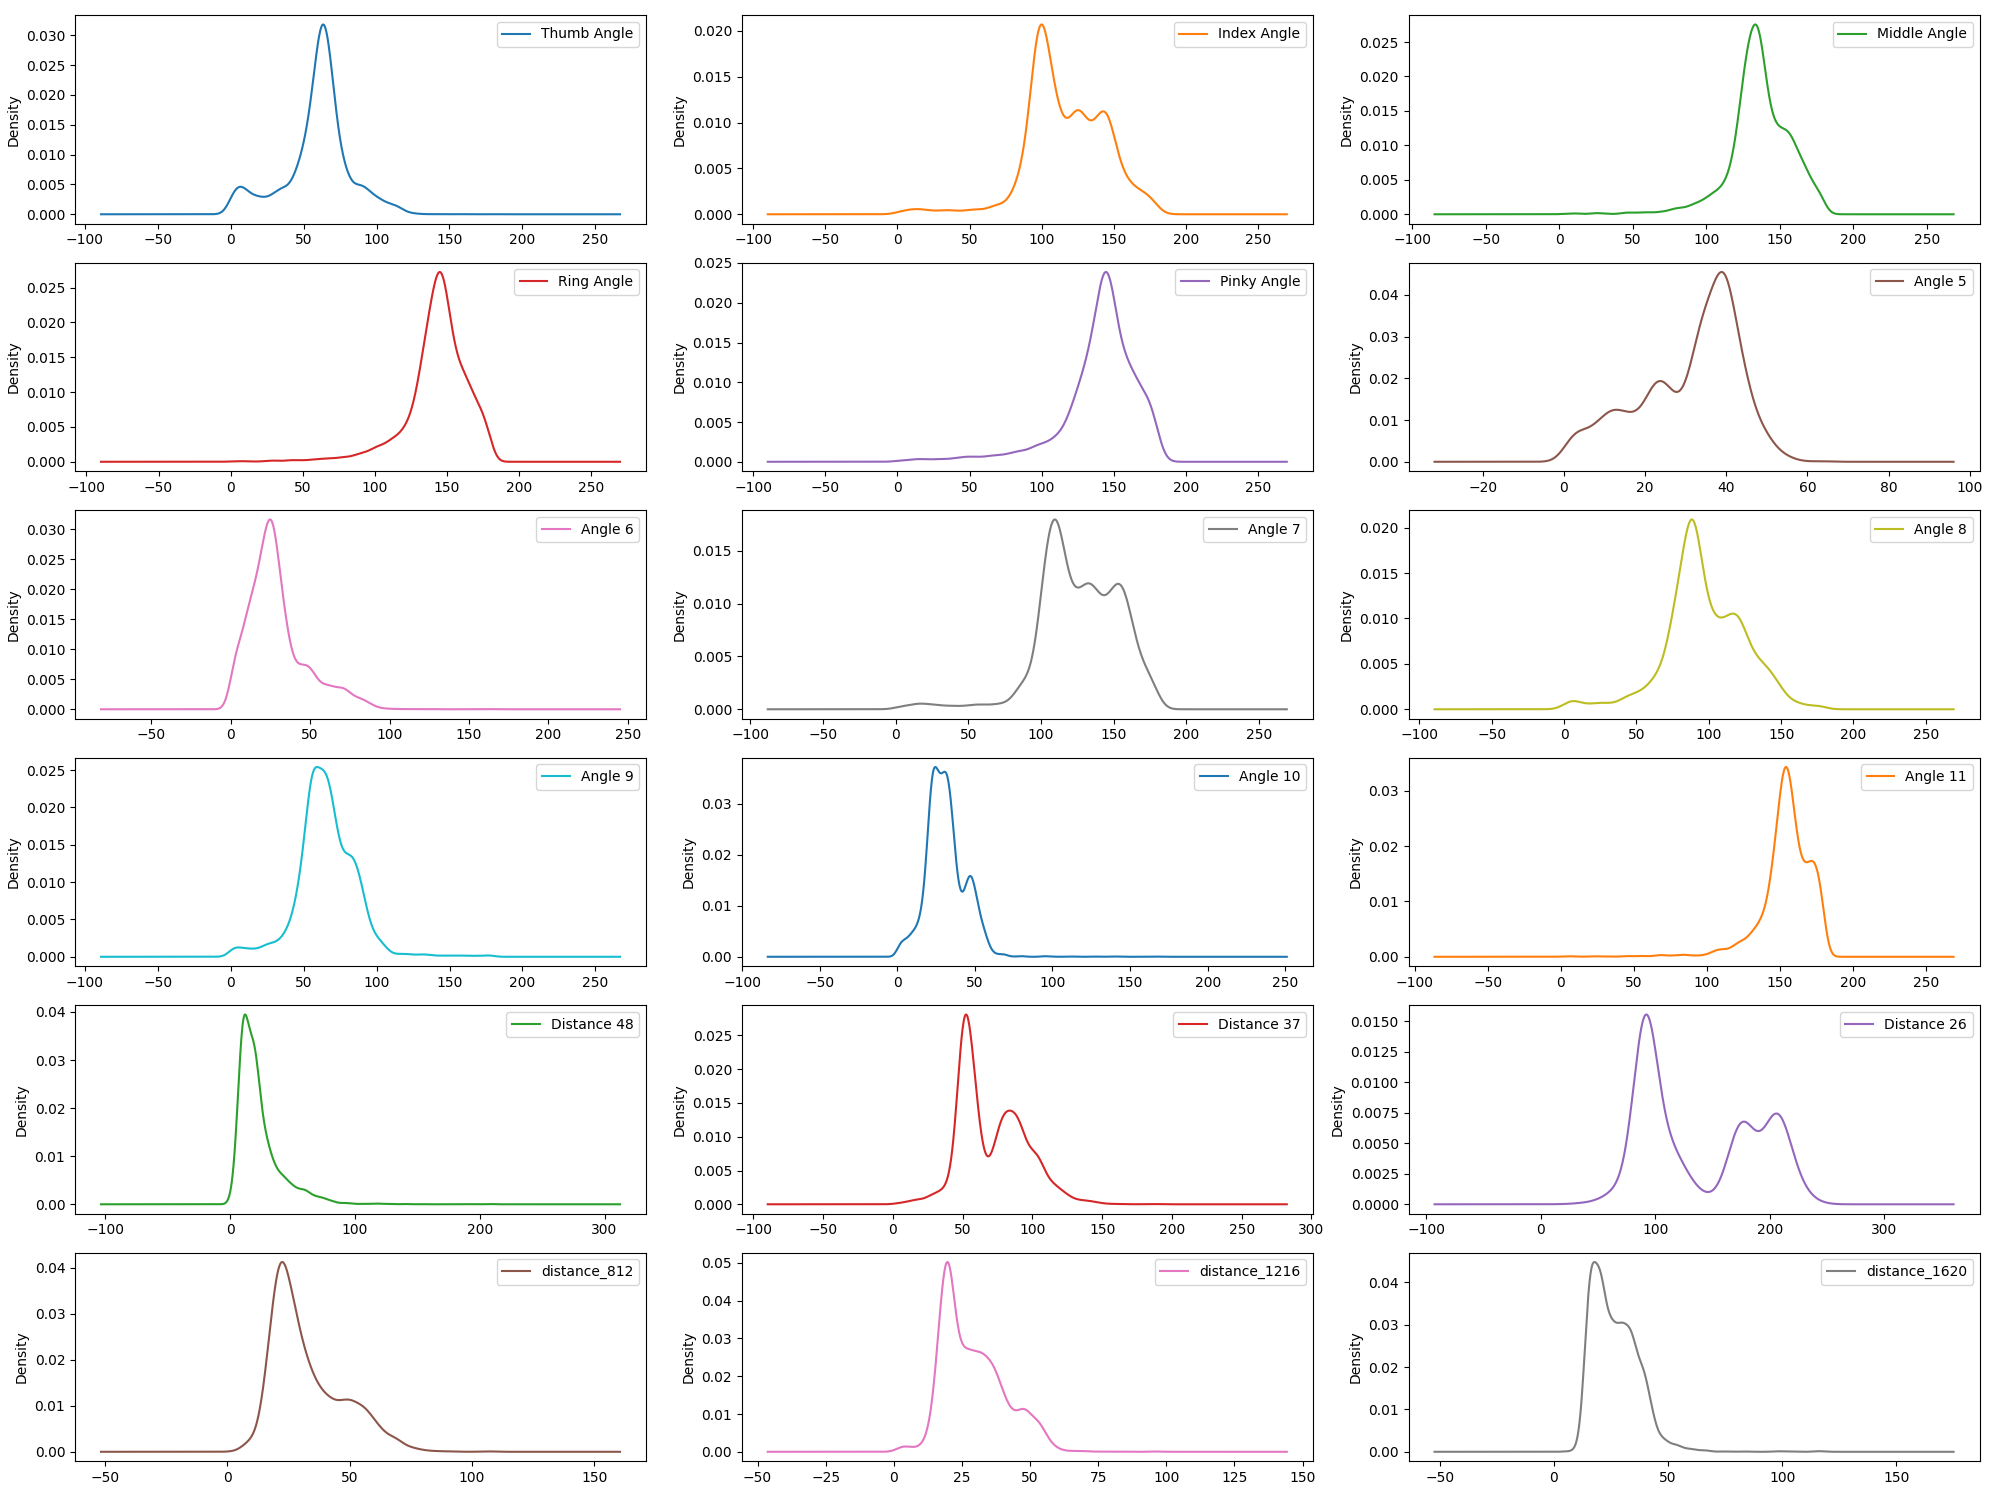 Thumb Angle
Density
0.030
0.025
0.020
0.015
0.010
0.005
0.000
−100 −50 0 50 100 150 200 250
Index Angle
Density
0.020
0.015
0.010
0.005
0.000
−100 −50 0 50 100 150 200 250
Middle Angle
Density
0.025
0.020
0.015
0.010
0.005
0.000
−100 −50 0 50 100 150 200 250
Ring Angle
Density
0.025
0.020
0.015
0.010
0.005
0.000
−100 −50 0 50 100 150 200 250
Pinky Angle
Density
0.025
0.020
0.015
0.010
0.005
0.000
−100 −50 0 50 100 150 200 250
Angle 5
Density
0.04
0.03
0.02
0.01
0.00
−20 0 20 40 60 80 100
Angle 6
Density
0.030
0.025
0.020
0.015
0.010
0.005
0.000
−50 0 50 100 150 200 250
Angle 7
Density
0.015
0.010
0.005
0.000
−100 −50 0 50 100 150 200 250
Angle 8
Density
0.020
0.015
0.010
0.005
0.000
−100 −50 0 50 100 150 200 250
Angle 9
Density
0.025
0.020
0.015
0.010
0.005
0.000
−100 −50 0 50 100 150 200 250
Angle 10
Density
0.03
0.02
0.01
0.00
−100 −50 0 50 100 150 200 250
Angle 11
Density
0.03
0.02
0.01
0.00
−100 −50 0 50 100 150 200 250
Distance 48
Density
0.04
0.03
0.02
0.01
0.00
−100 0 100 200 300
Distance 37
Density
0.025
0.020
0.015
0.010
0.005
0.000
−100 −50 0 50 100 150 200 250 300
Distance 26
Density
0.0150
0.0125
0.0100
0.0075
0.0050
0.0025
0.0000
−100 0 100 200 300
distance_812
Density
0.04
0.03
0.02
0.01
0.00
−50 0 50 100 150
distance_1216
Density
0.05
0.04
0.03
0.02
0.01
0.00
−50 −25 0 25 50 75 100 125 150
distance_1620
Density
0.04
0.03
0.02
0.01
0.00
−50 0 50 100 150